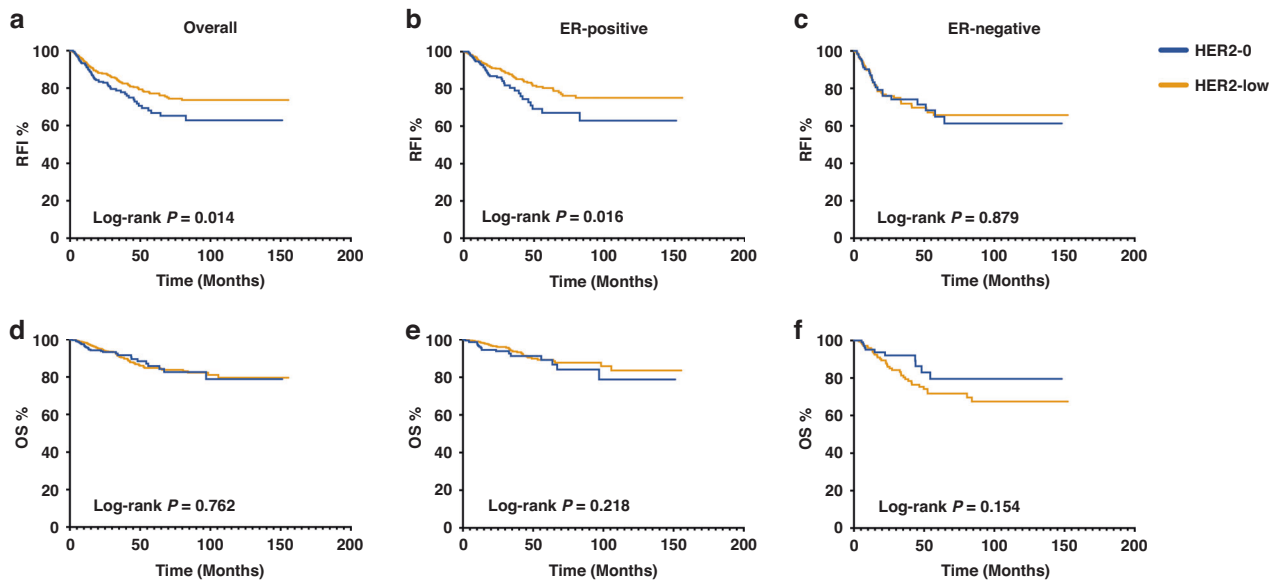 a
Overall
100
80
60
40
20
0
RFI %
Log-rank P = 0.014
0 50 100 150 200
Time (Months)
b
ER-positive
100
80
60
40
20
0
RFI %
Log-rank P = 0.016
0 50 100 150 200
Time (Months)
c
ER-negative
100
80
60
40
20
0
RFI %
Log-rank P = 0.879
0 50 100 150 200
Time (Months)
HER2-0
HER2-low
d
100
80
60
40
20
0
OS %
Log-rank P = 0.762
0 50 100 150 200
Time (Months)
e
100
80
60
40
20
0
OS %
Log-rank P = 0.218
0 50 100 150 200
Time (Months)
f
100
80
60
40
20
0
OS %
Log-rank P = 0.154
0 50 100 150 200
Time (Months)